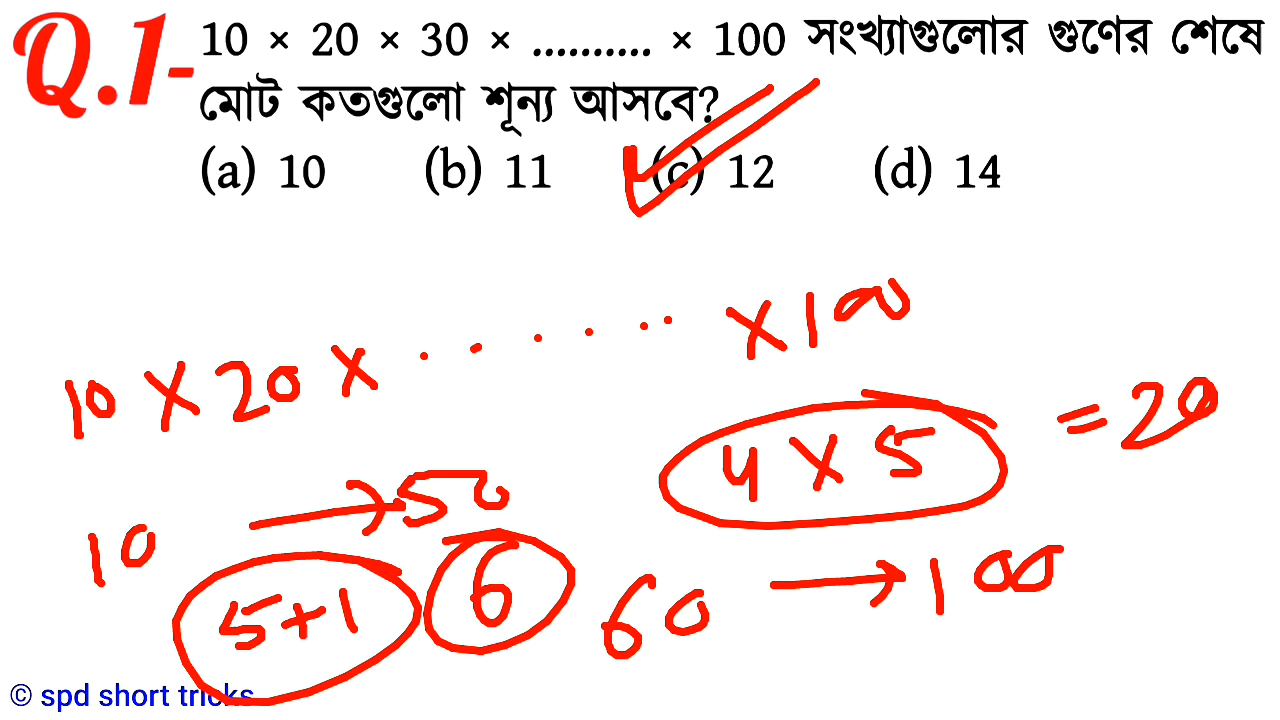 Q.1- 10 × 20 × 30 × .......... × 100 সংখ্যাগুলোর গুণের শেষে
মোট কতগুলো শূন্য আসবে?
(a) 10 (b) 11 (c) 12 (d) 14
10 × 20 × . . . . . . × 100
4 × 5 = 20
10 → 50
5+1 6 60 → 100
© spd short tricks